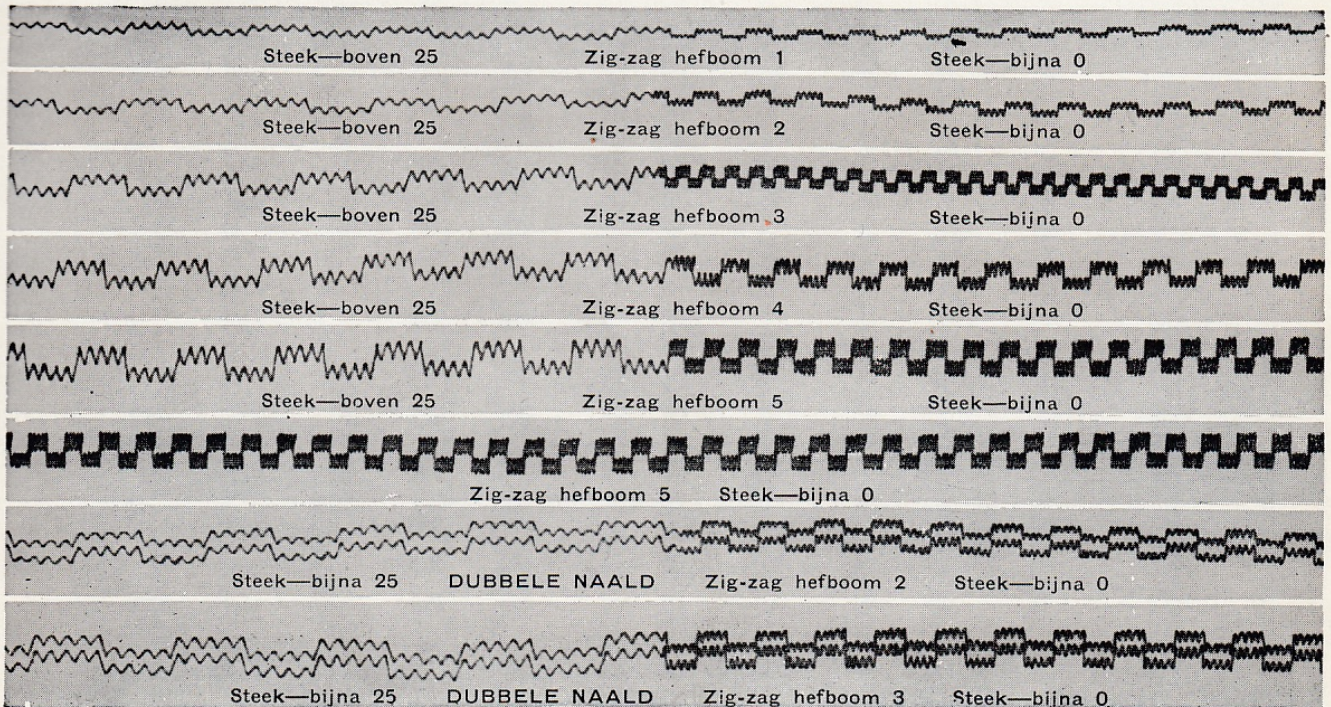 Steek—boven 25 Zig-zag hefboom 1 Steek—bijna 0
Steek—boven 25 Zig-zag hefboom 2 Steek—bijna 0
Steek—boven 25 Zig-zag hefboom 3 Steek—bijna 0
Steek—boven 25 Zig-zag hefboom 4 Steek—bijna 0
Steek—boven 25 Zig-zag hefboom 5 Steek—bijna 0
Zig-zag hefboom 5 Steek—bijna 0
Steek—bijna 25 DUBBELE NAALD Zig-zag hefboom 2 Steek—bijna 0
Steek—bijna 25 DUBBELE NAALD Zig-zag hefboom 3 Steek—bijna 0